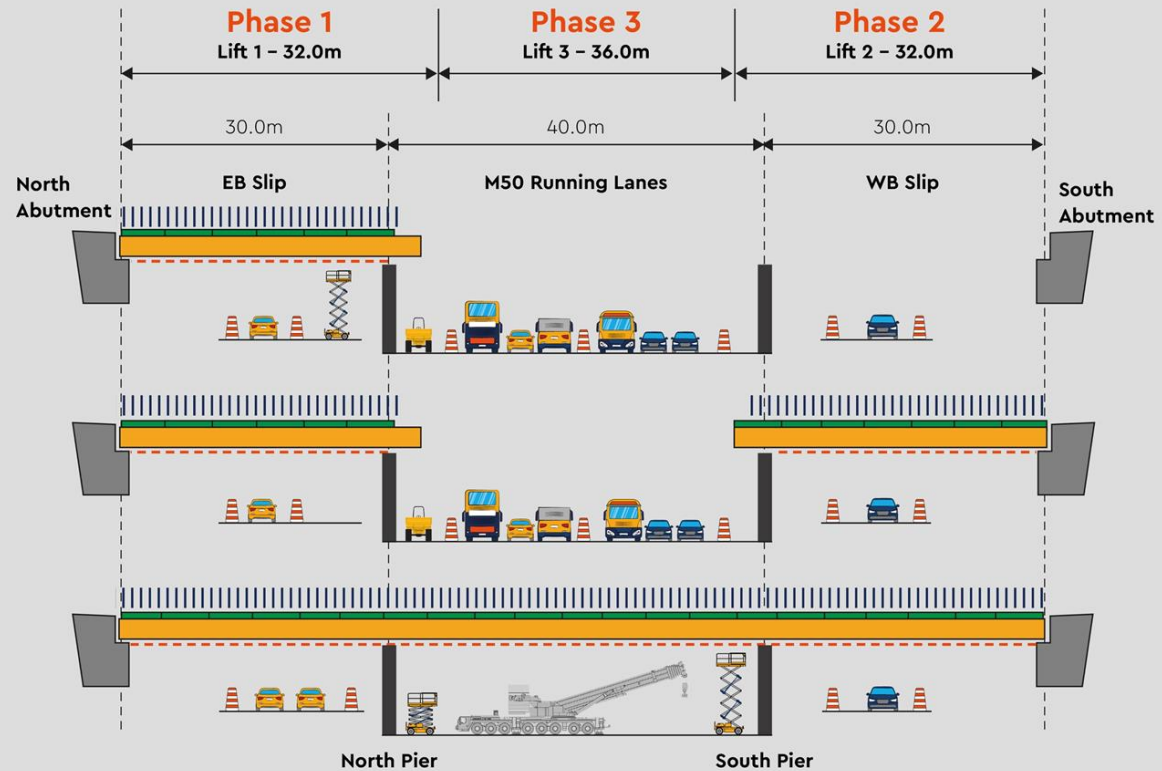 Phase 1
Lift 1 – 32.0m
Phase 3
Lift 3 – 36.0m
Phase 2
Lift 2 – 32.0m
30.0m
40.0m
30.0m
North
Abutment
EB Slip
M50 Running Lanes
WB Slip
South
Abutment
North Pier
South Pier